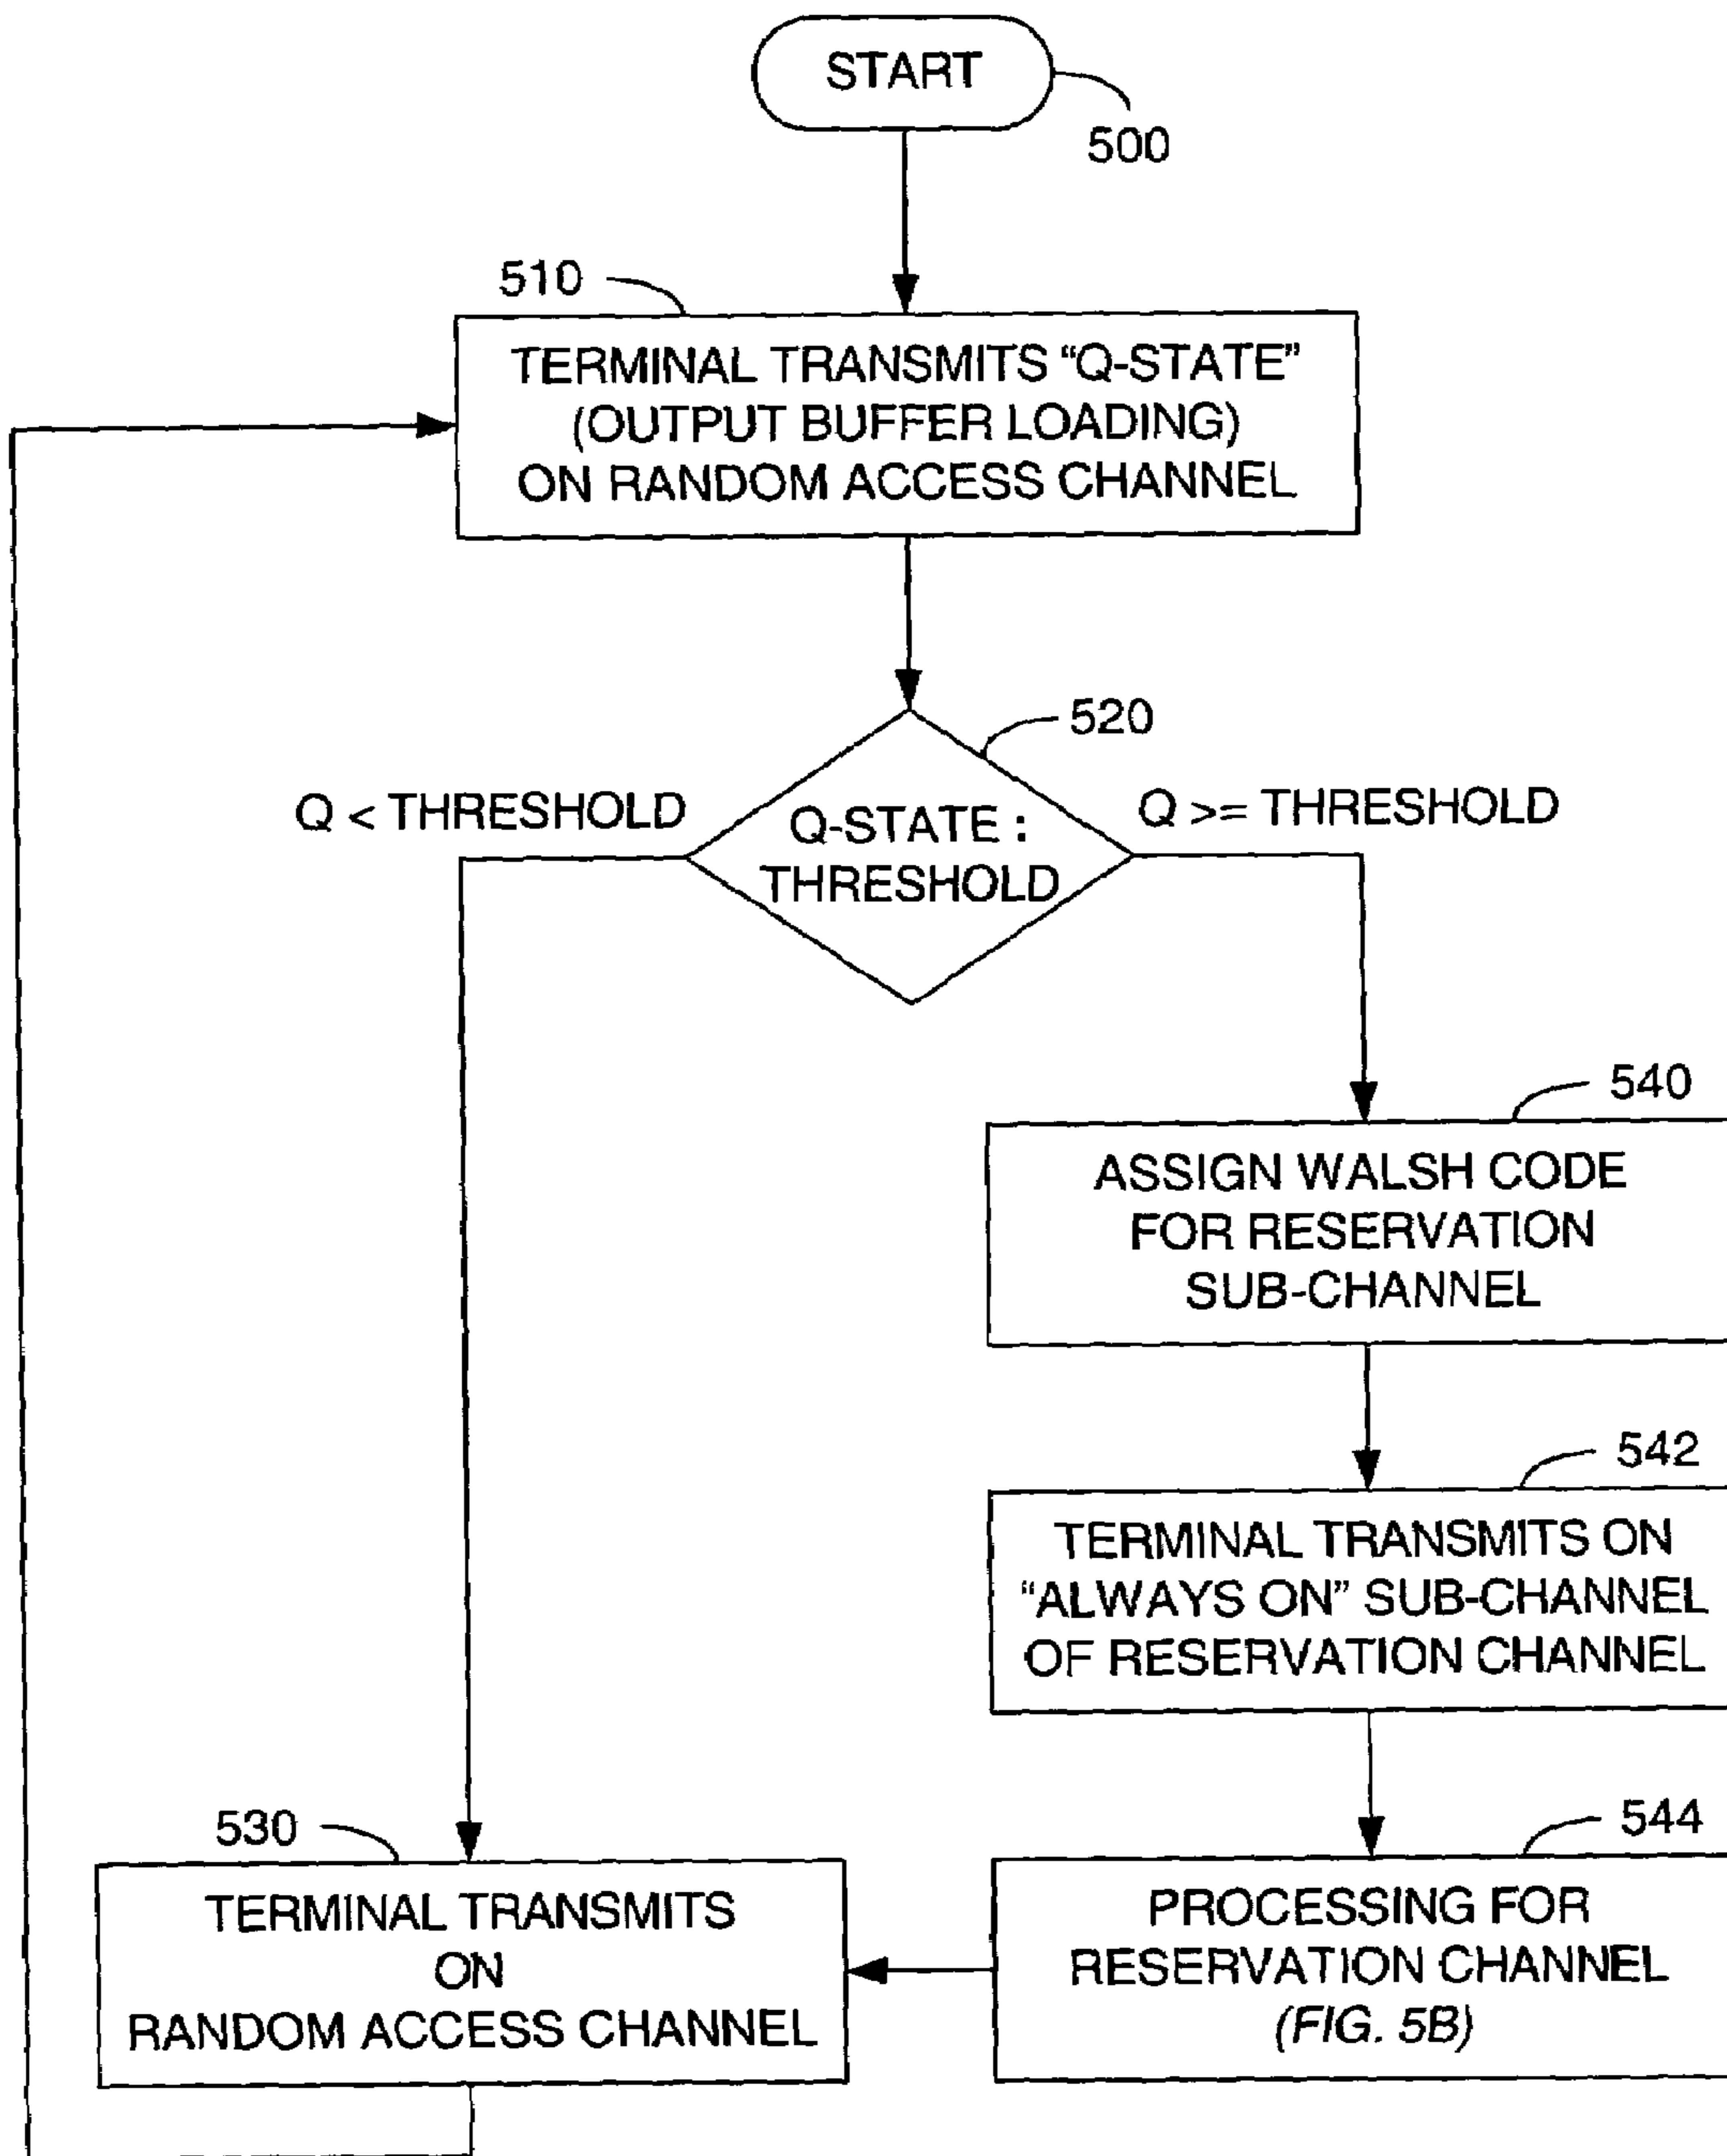 START
500
510
TERMINAL TRANSMITS “Q-STATE”
(OUTPUT BUFFER LOADING)
ON RANDOM ACCESS CHANNEL
520
Q < THRESHOLD
Q-STATE :
THRESHOLD
Q >= THRESHOLD
540
ASSIGN WALSH CODE
FOR RESERVATION
SUB-CHANNEL
542
TERMINAL TRANSMITS ON
“ALWAYS ON” SUB-CHANNEL
OF RESERVATION CHANNEL
530
TERMINAL TRANSMITS
ON
RANDOM ACCESS CHANNEL
544
PROCESSING FOR
RESERVATION CHANNEL
(FIG. 5B)